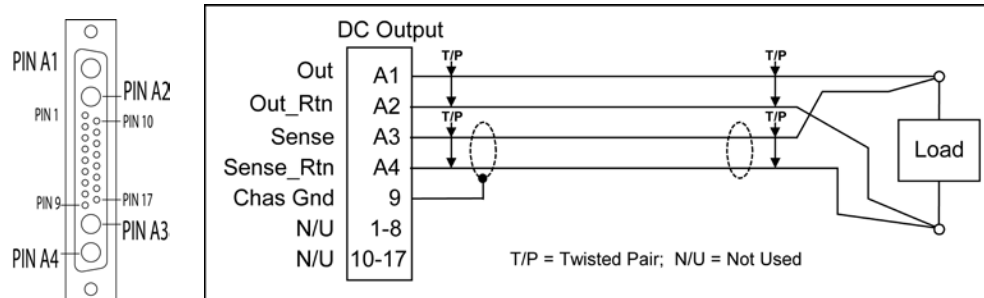 PIN A1
PIN A2
PIN 1
PIN 10
PIN 9
PIN 17
PIN A3
PIN A4
DC Output
T/P
T/P
Out A1
Out_Rtn A2
T/P
T/P
Sense A3
Sense_Rtn A4
Chas Gnd 9
N/U 1-8
N/U 10-17
Load
T/P = Twisted Pair; N/U = Not Used